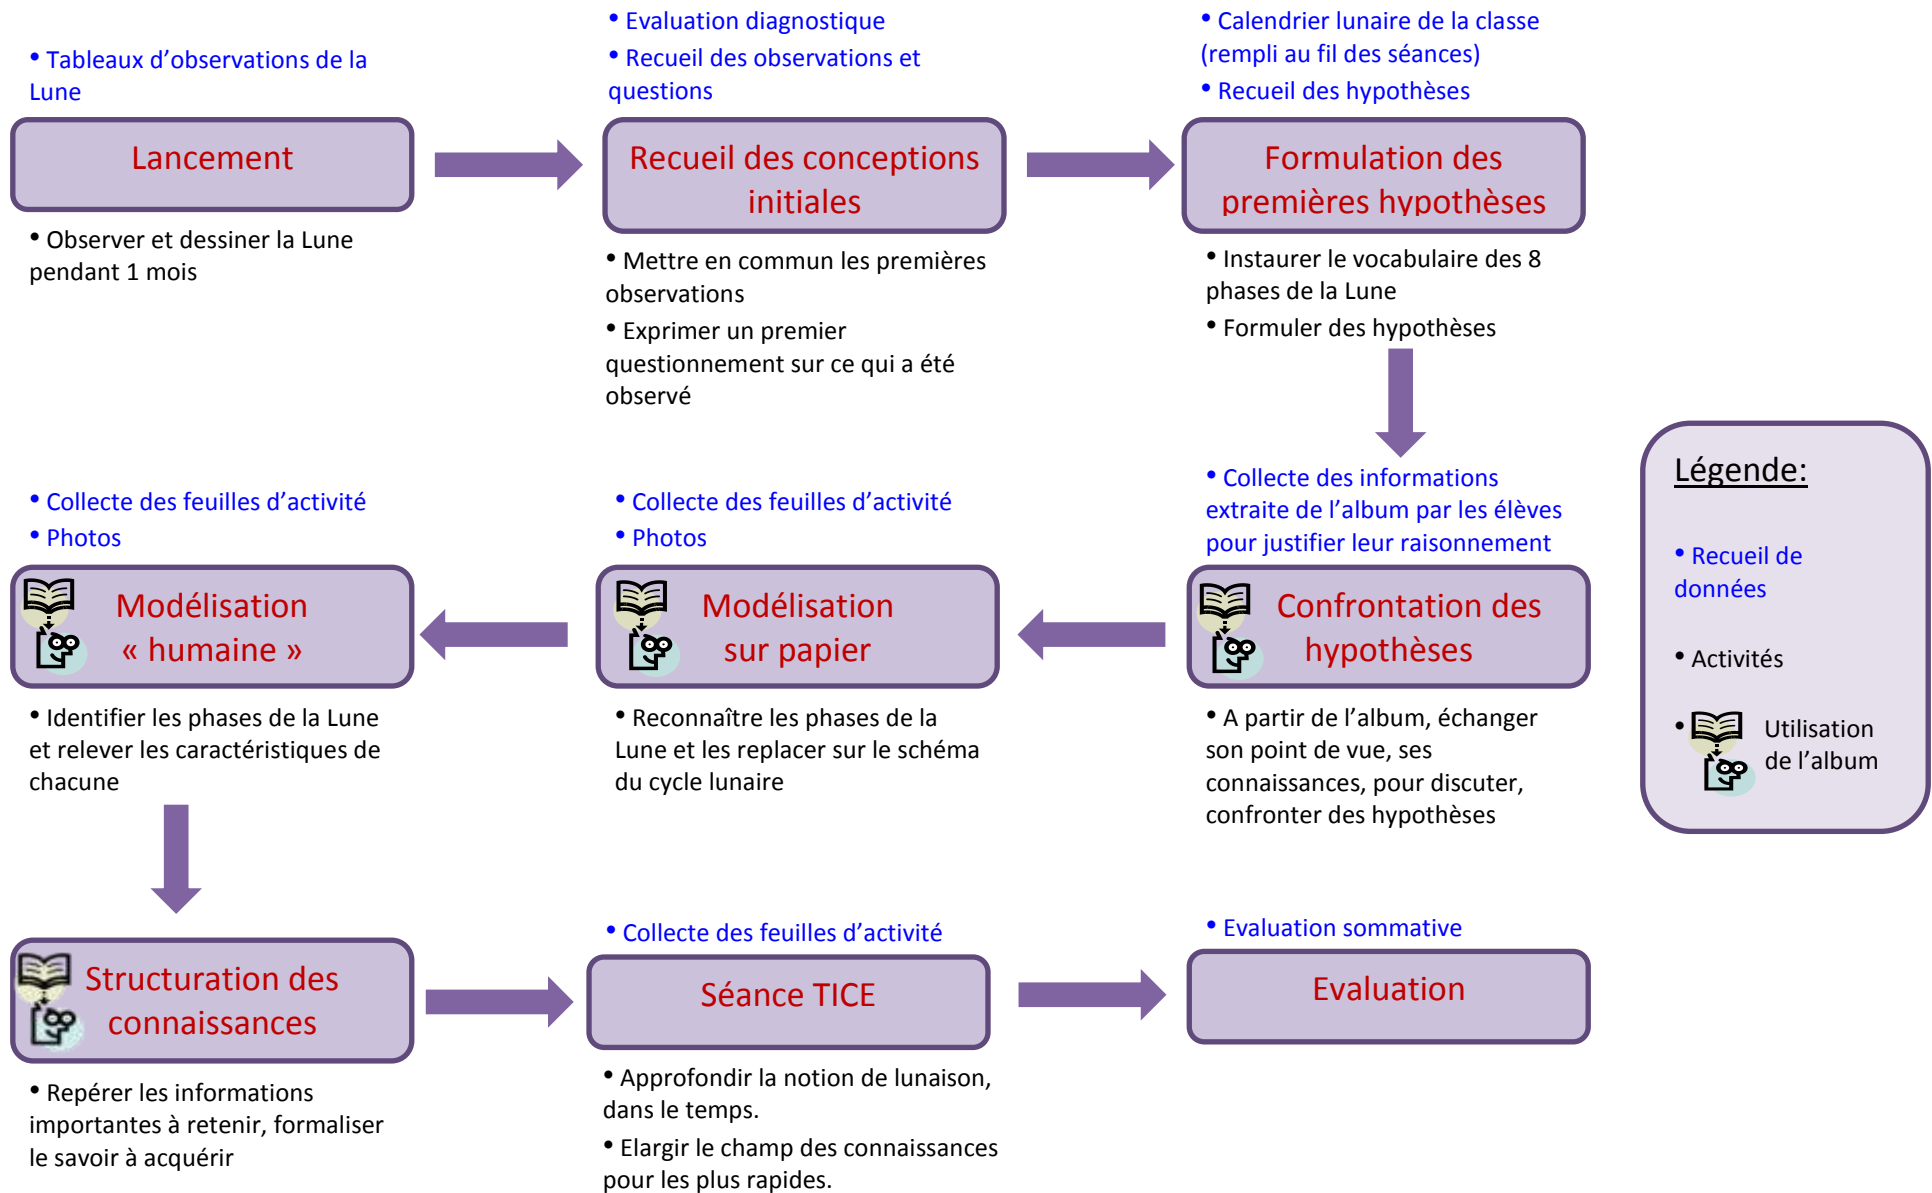 • Tableaux d’observations de la
Lune
Lancement
• Observer et dessiner la Lune
pendant 1 mois
• Evaluation diagnostique
• Recueil des observations et
questions
Recueil des conceptions
initiales
• Mettre en commun les premières
observations
• Exprimer un premier
questionnement sur ce qui a été
observé
• Calendrier lunaire de la classe
(rempli au fil des séances)
• Recueil des hypothèses
Formulation des
premières hypothèses
• Instaurer le vocabulaire des 8
phases de la Lune
• Formuler des hypothèses
• Collecte des informations
extraite de l’album par les élèves
pour justifier leur raisonnement
Confrontation des
hypothèses
• A partir de l’album, échanger
son point de vue, ses
connaissances, pour discuter,
confronter des hypothèses
• Collecte des feuilles d’activité
• Photos
Modélisation
sur papier
• Reconnaître les phases de la
Lune et les replacer sur le schéma
du cycle lunaire
• Collecte des feuilles d’activité
• Photos
Modélisation
« humaine »
• Identifier les phases de la Lune
et relever les caractéristiques de
chacune
Structuration des
connaissances
• Repérer les informations
importantes à retenir, formaliser
le savoir à acquérir
• Collecte des feuilles d’activité
Séance TICE
• Approfondir la notion de lunaison,
dans le temps.
• Elargir le champ des connaissances
pour les plus rapides.
• Evaluation sommative
Evaluation
Légende:
• Recueil de
données
• Activités
• Utilisation
de l’album